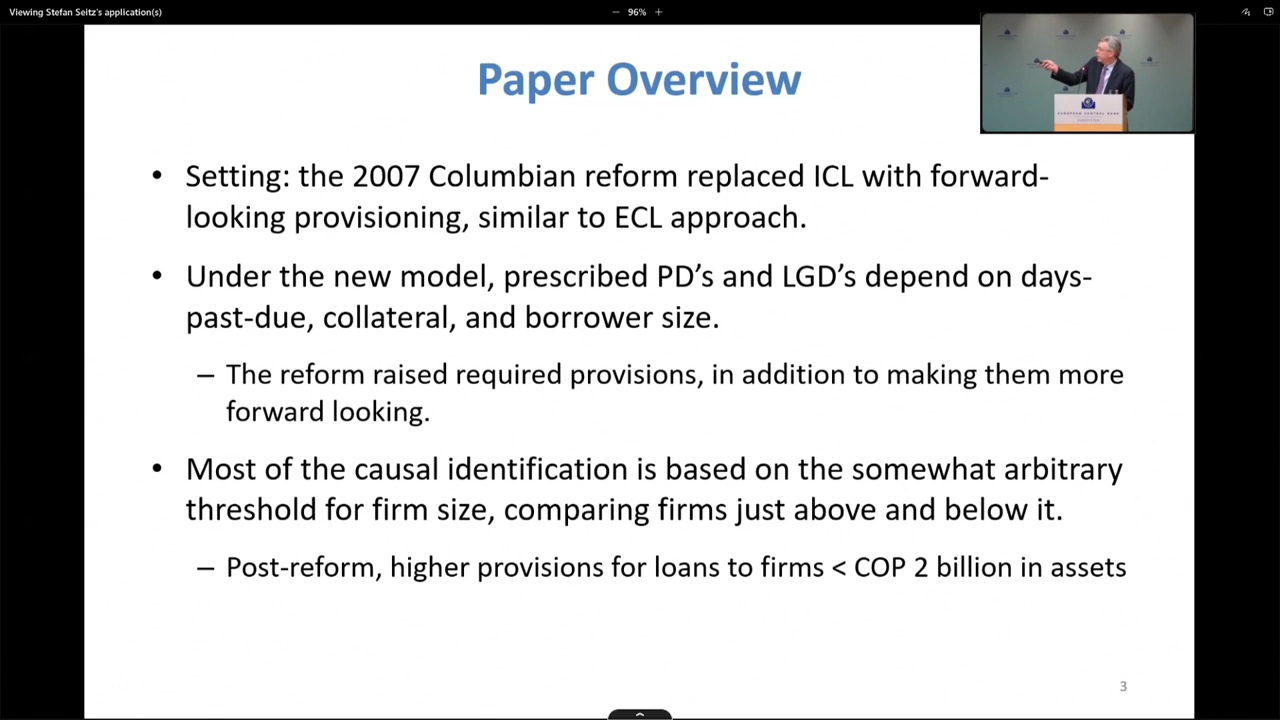 Viewing Stefan Seitz's application(s)
− 96% +
Paper Overview
• Setting: the 2007 Columbian reform replaced ICL with forward-
looking provisioning, similar to ECL approach.
• Under the new model, prescribed PD’s and LGD’s depend on days-
past-due, collateral, and borrower size.
– The reform raised required provisions, in addition to making them more
forward looking.
• Most of the causal identification is based on the somewhat arbitrary
threshold for firm size, comparing firms just above and below it.
– Post-reform, higher provisions for loans to firms < COP 2 billion in assets
EUROPEAN CENTRAL BANK
3